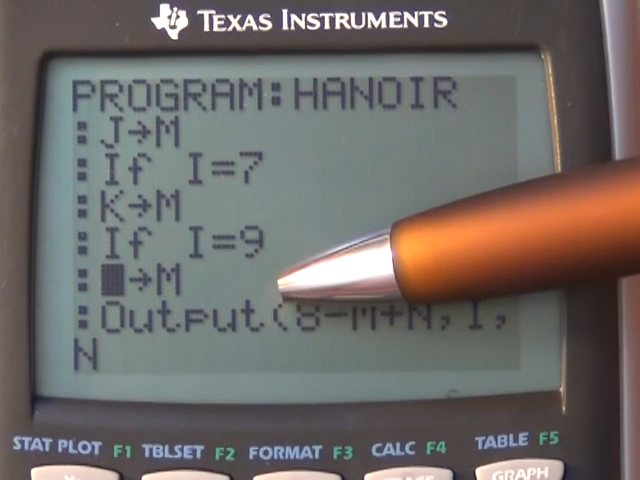 TEXAS INSTRUMENTS
PROGRAM:HANOIR
:J→M
:If I=7
:K→M
:If I=9
:█→M
:Output(8-M+N,I,
N
STAT PLOT F1 TBLSET F2 FORMAT F3 CALC F4 TABLE F5
GRAPH